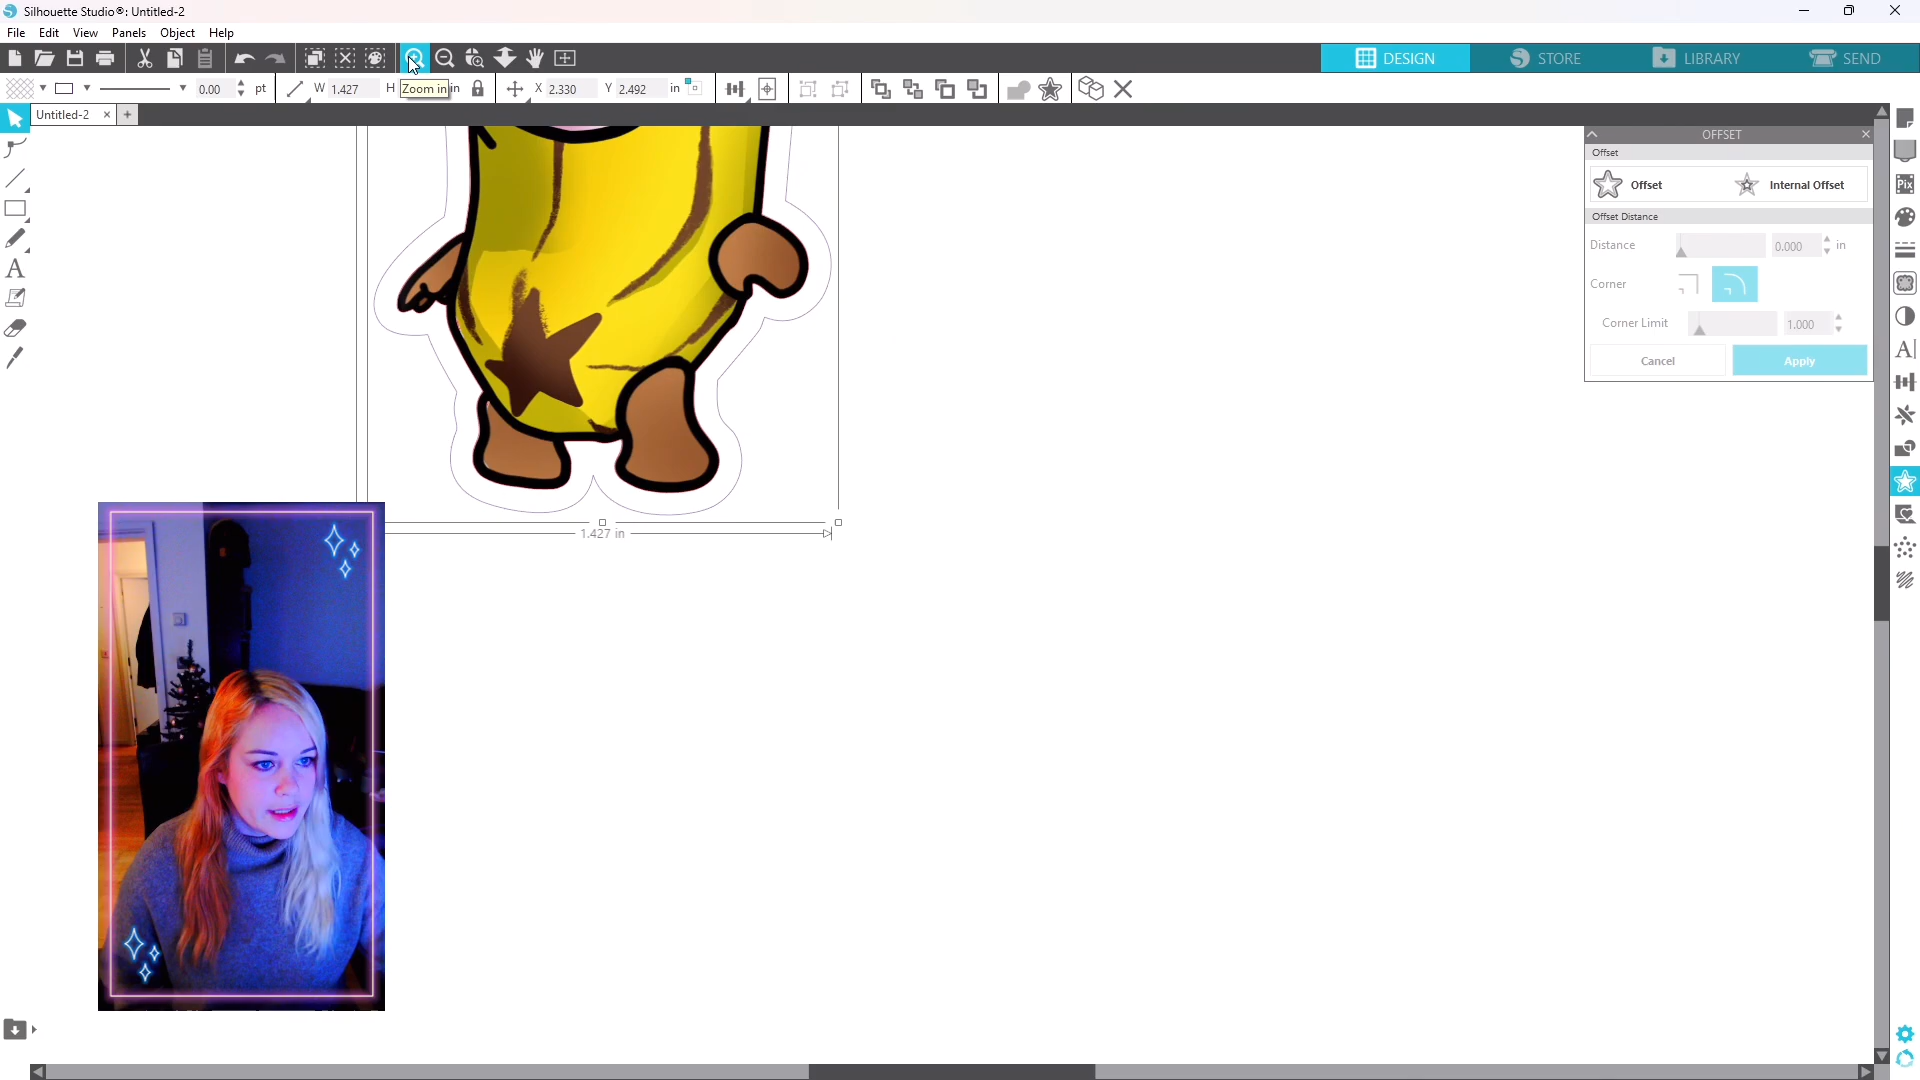 Silhouette Studio®: Untitled-2
File Edit View Panels Object Help
DESIGN STORE LIBRARY SEND
0.00 pt W 1.427 H Zoom in in X 2.330 Y 2.492 in
Untitled-2
OFFSET
Offset
Offset Internal Offset
Offset Distance
Distance 0.000 in
Corner
Corner Limit 1.000
Cancel Apply
1.427 in
Pix